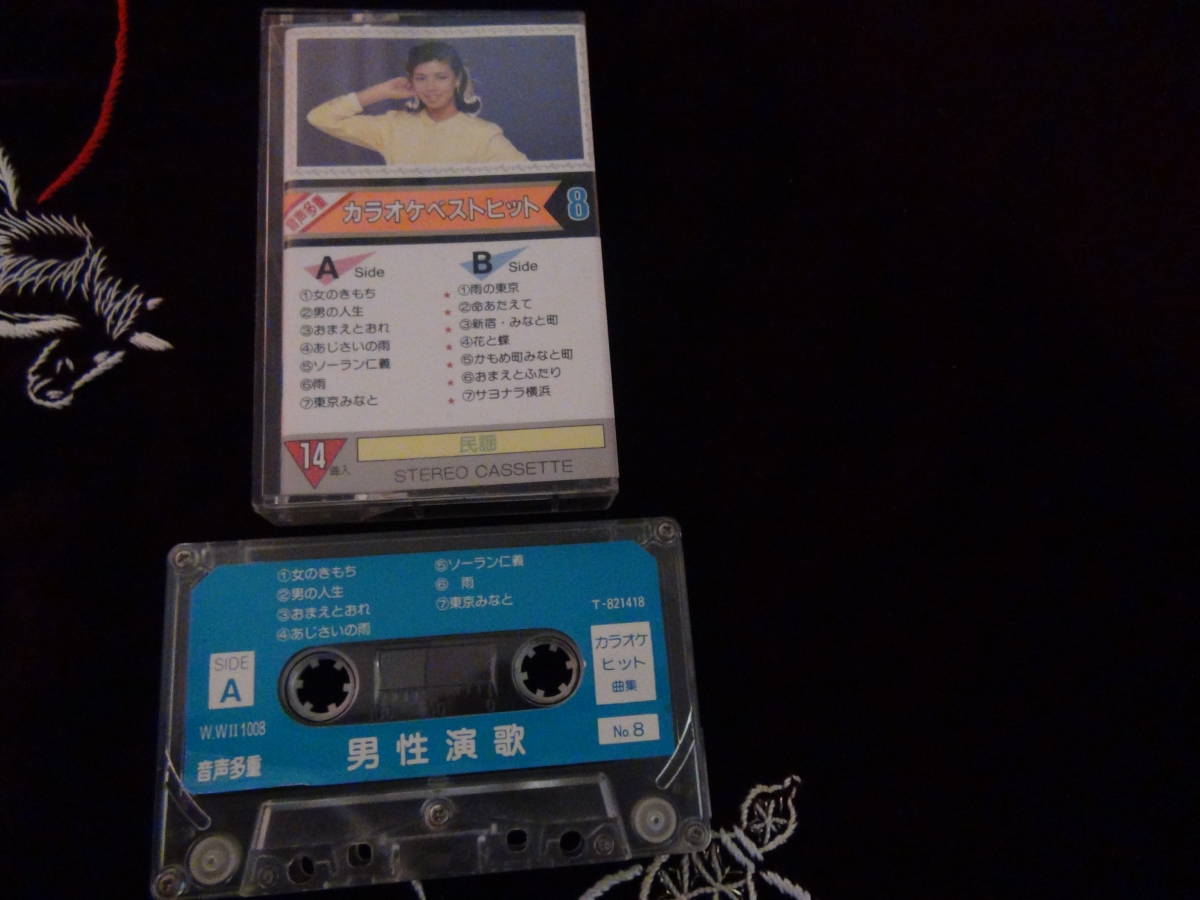 音声多重
カラオケベストヒット 8
A Side
①女のきもち
②男の人生
③おまえとおれ
④あじさいの雨
⑤ソーラン仁義
⑥雨
⑦東京みなと
B Side
★ ①雨の東京
★ ②命あたえて
★ ③新宿・みなと町
★ ④花と蝶
★ ⑤かもめ町みなと町
★ ⑥おまえとふたり
★ ⑦サヨナラ横浜
14曲入
民謡
STEREO CASSETTE
①女のきもち
②男の人生
③おまえとおれ
④あじさいの雨
⑤ソーラン仁義
⑥ 雨
⑦東京みなと
T-821418
SIDE
A
カラオケ
ヒット
曲集
W.WII1008
No.8
音声多重
男性演歌